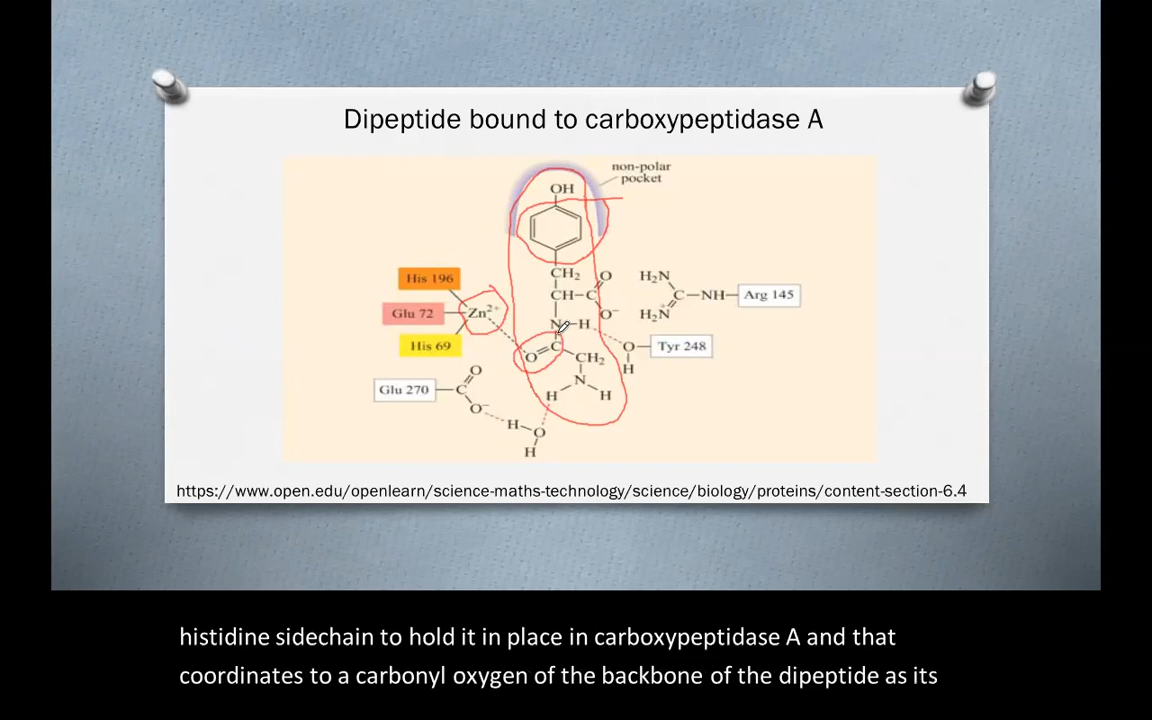 Dipeptide bound to carboxypeptidase A
non-polar
pocket
OH
CH₂
CH–C
O
O⁻
N–H
O=C
CH₂
N
H
H
His 196
Glu 72
Zn²⁺
His 69
H₂N
C–NH–
H₂N⁺
Arg 145
O
H
Tyr 248
Glu 270
C
O
O⁻
H
O
H
https://www.open.edu/openlearn/science-maths-technology/science/biology/proteins/content-section-6.4
histidine sidechain to hold it in place in carboxypeptidase A and that
coordinates to a carbonyl oxygen of the backbone of the dipeptide as its